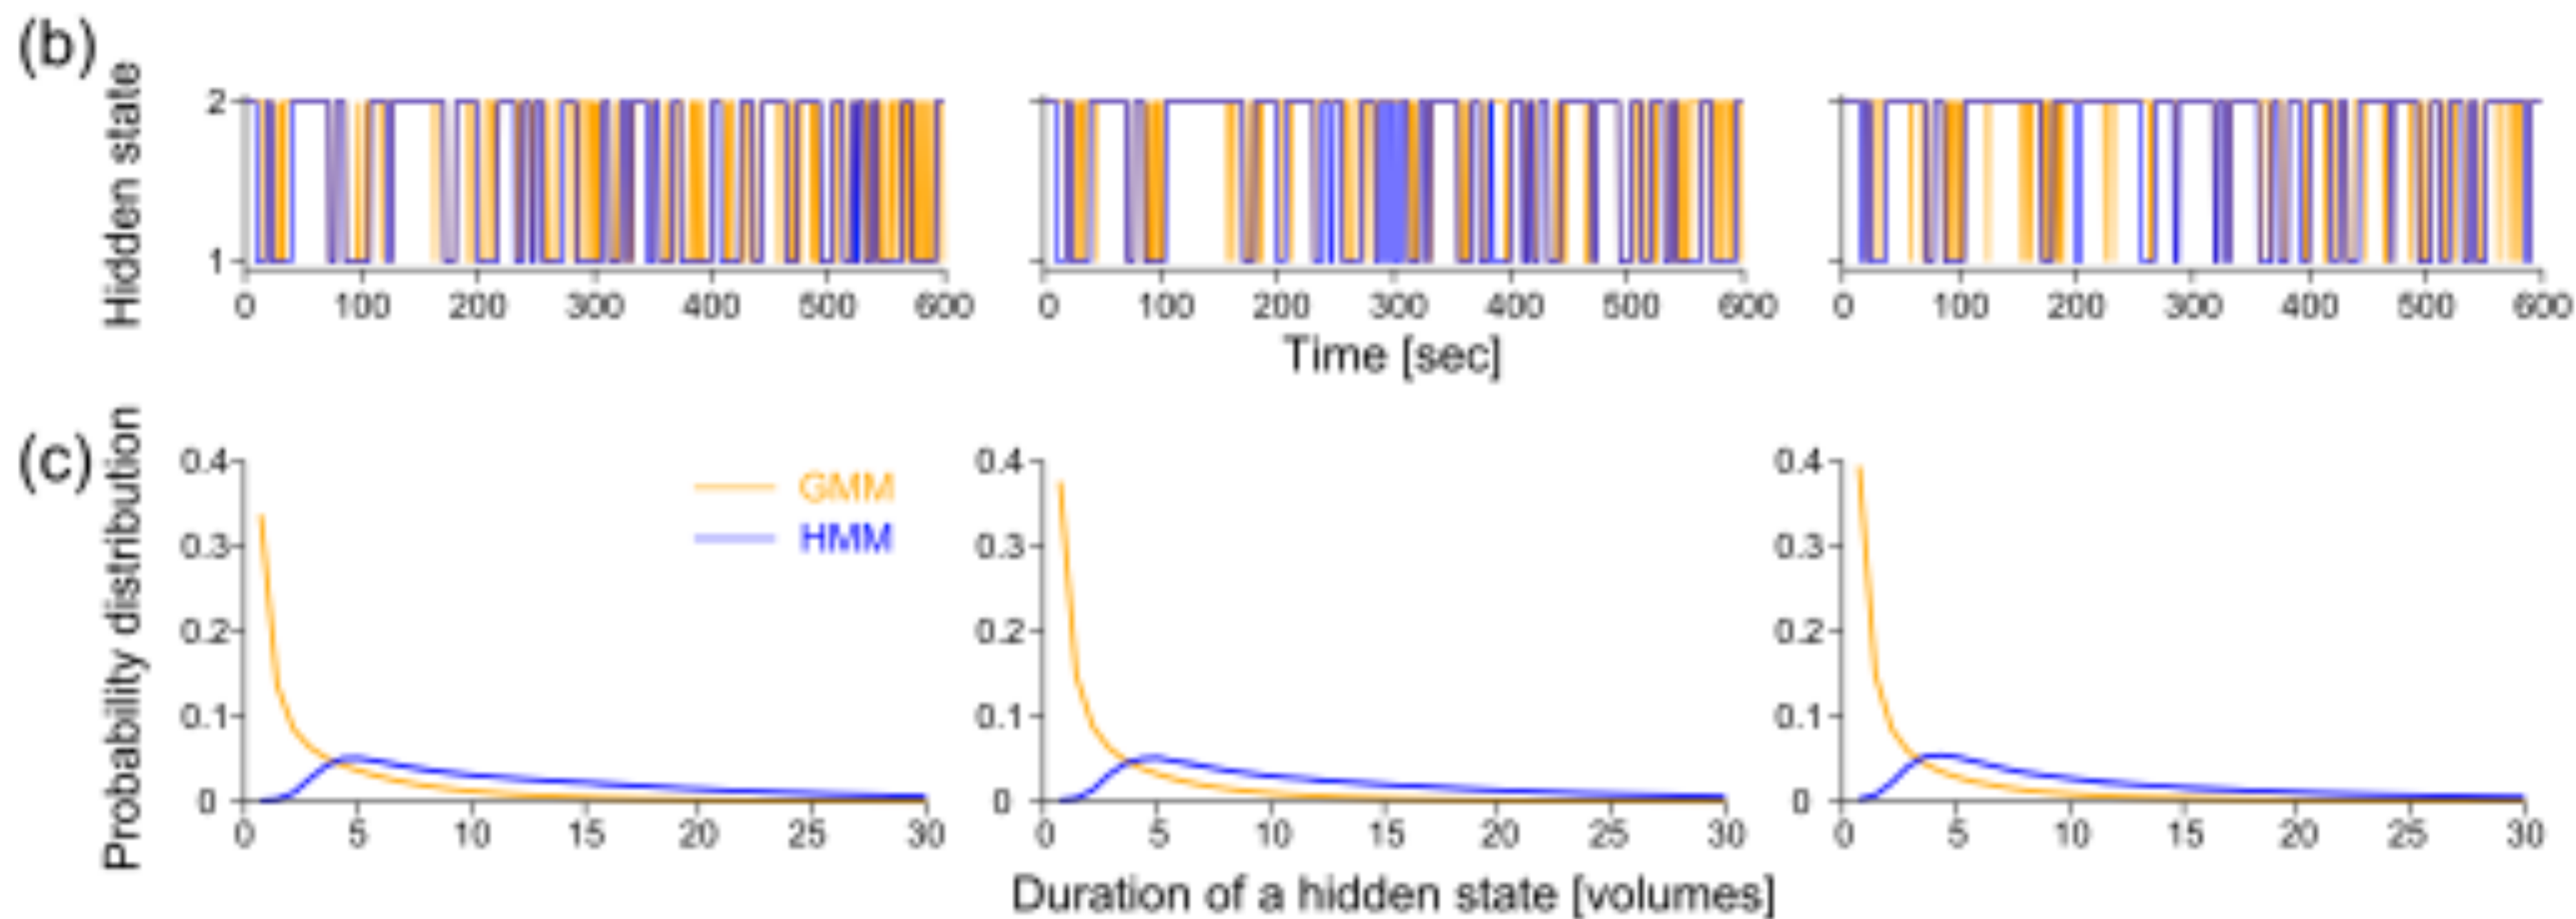 (b)
Hidden state
2
1
0 100 200 300 400 500 600
0 100 200 300 400 500 600
0 100 200 300 400 500 600
Time [sec]
(c)
Probability distribution
0.4
0.3
0.2
0.1
0
GMM
HMM
0 5 10 15 20 25 30
0.4
0.3
0.2
0.1
0
0 5 10 15 20 25 30
0.4
0.3
0.2
0.1
0
0 5 10 15 20 25 30
Duration of a hidden state [volumes]